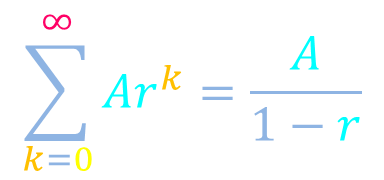 ∑_{k=0}^{∞} Ar^k = A / (1 − r)